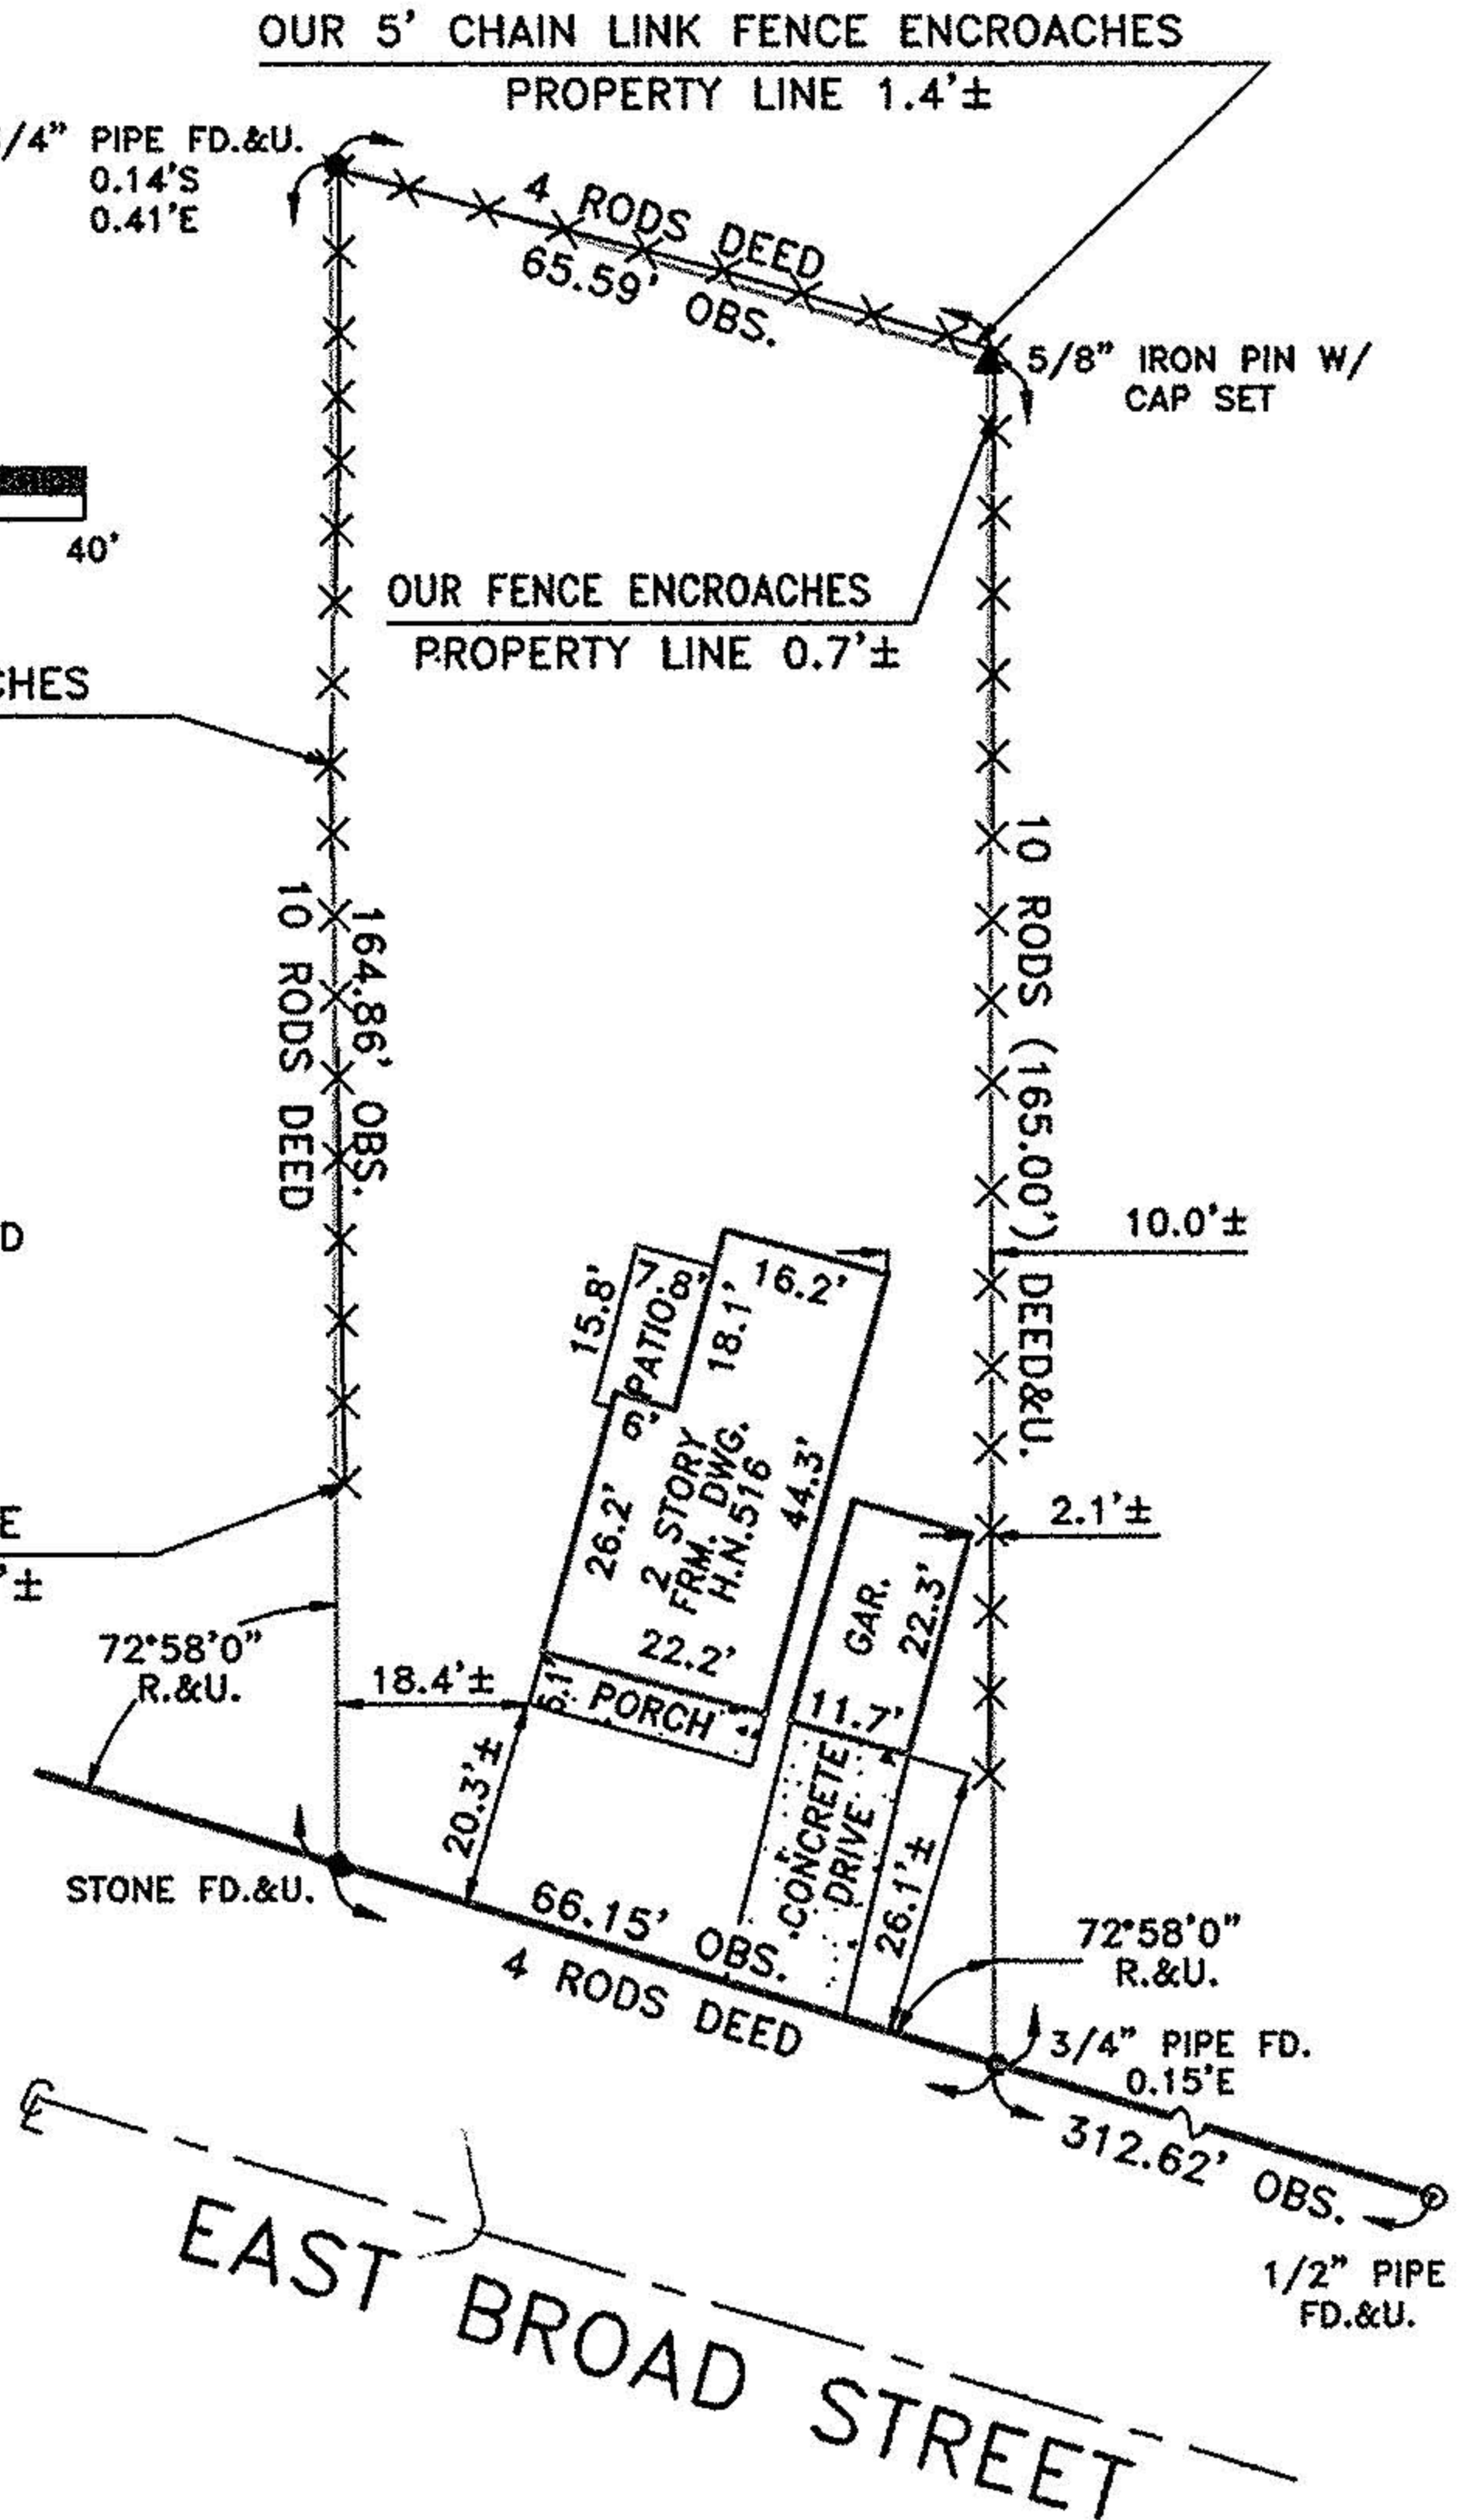 OUR 5' CHAIN LINK FENCE ENCROACHES
PROPERTY LINE 1.4'±
/4" PIPE FD.&U.
0.14'S
0.41'E
4 RODS DEED
65.59' OBS.
5/8" IRON PIN W/
CAP SET
40'
OUR FENCE ENCROACHES
PROPERTY LINE 0.7'±
CHES
164.86' OBS.
10 RODS DEED
10 RODS (165.00') DEED&U.
10.0'±
D
7.8'
15.8'
PATIO
16.2'
18.1'
6'
26.2'
2 STORY
FRM. DWG.
H.N.516
44.3'
22.2'
E
'±
2.1'±
GAR.
22.3'
11.7'
72°58'0"
R.&U.
18.4'±
PORCH
20.3'±
CONCRETE
DRIVE
26.1'±
STONE FD.&U.
66.15' OBS.
4 RODS DEED
72°58'0"
R.&U.
3/4" PIPE FD.
0.15'E
312.62' OBS.
1/2" PIPE
FD.&U.
℄
EAST BROAD STREET